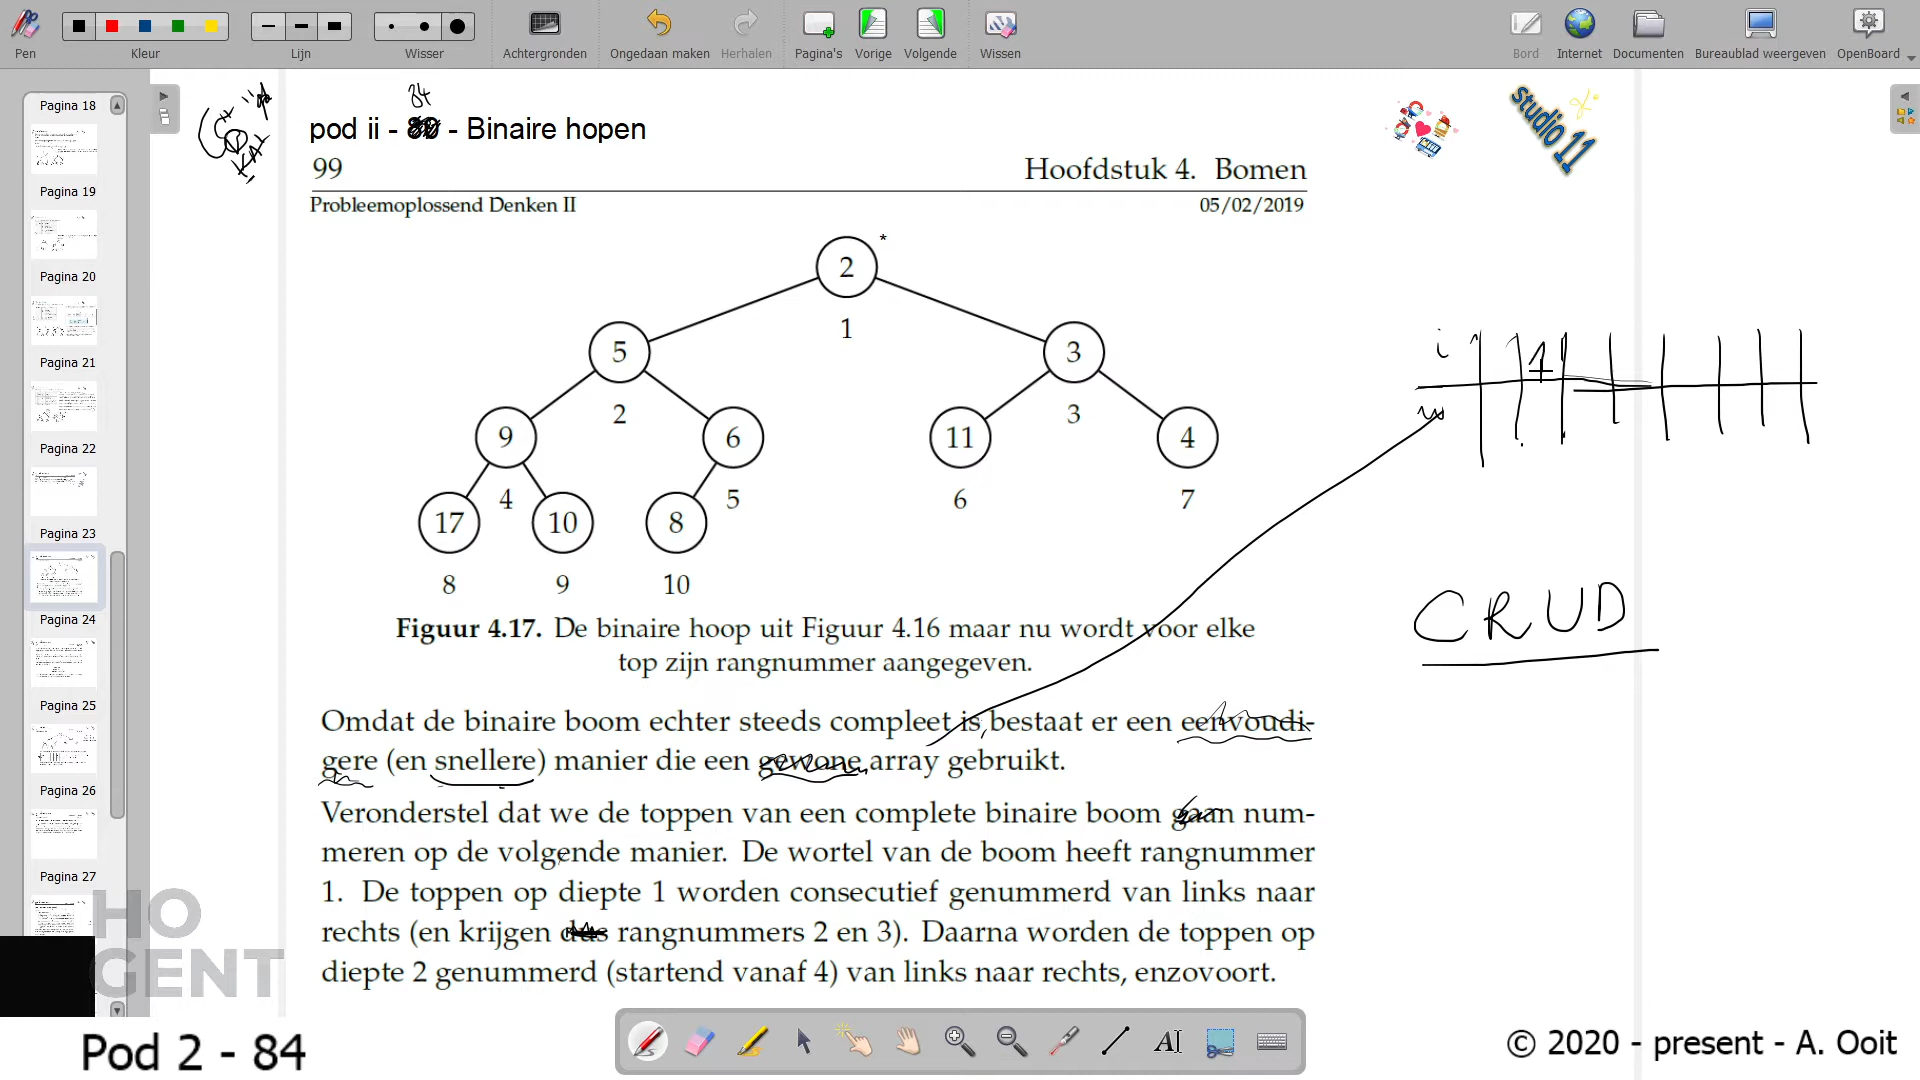 Pen
Kleur
Lijn
Wisser
Achtergronden
Ongedaan maken
Herhalen
Pagina's
Vorige
Volgende
Wissen
Bord
Internet
Documenten
Bureaublad weergeven
OpenBoard
Pagina 18
Pagina 19
Pagina 20
Pagina 21
Pagina 22
Pagina 23
Pagina 24
Pagina 25
Pagina 26
Pagina 27
84
pod ii - 80 - Binaire hopen
studio 11
99
Hoofdstuk 4. Bomen
Probleemoplossend Denken II
05/02/2019
*
2
1
5
3
2
3
9
6
11
4
4
5
6
7
17
10
8
8
9
10
i
1
w
CRUD
Figuur 4.17. De binaire hoop uit Figuur 4.16 maar nu wordt voor elke
top zijn rangnummer aangegeven.
Omdat de binaire boom echter steeds compleet is, bestaat er een eenvoudi-
gere (en snellere) manier die een gewone array gebruikt.
Veronderstel dat we de toppen van een complete binaire boom gaan num-
meren op de volgende manier. De wortel van de boom heeft rangnummer
1. De toppen op diepte 1 worden consecutief genummerd van links naar
rechts (en krijgen dus rangnummers 2 en 3). Daarna worden de toppen op
diepte 2 genummerd (startend vanaf 4) van links naar rechts, enzovoort.
HO
GENT
Pod 2 - 84
© 2020 - present - A. Ooit